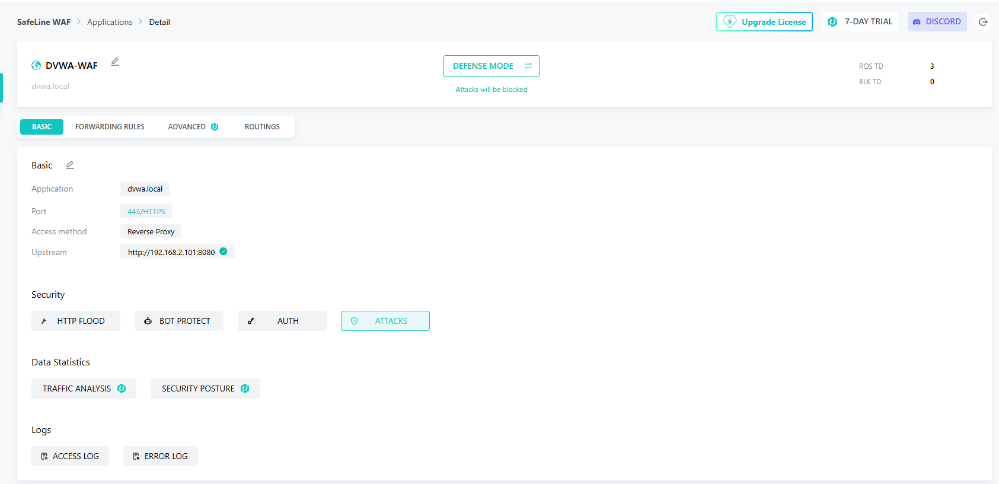 SafeLine WAF > Applications > Detail
Upgrade License
7-DAY TRIAL
DISCORD
DVWA-WAF
dvwa.local
DEFENSE MODE
Attacks will be blocked
RQS TD 3
BLK TD 0
BASIC FORWARDING RULES ADVANCED ROUTINGS
Basic
Application dvwa.local
Port 443/HTTPS
Access method Reverse Proxy
Upstream http://192.168.2.101:8080
Security
HTTP FLOOD BOT PROTECT AUTH ATTACKS
Data Statistics
TRAFFIC ANALYSIS SECURITY POSTURE
Logs
ACCESS LOG ERROR LOG